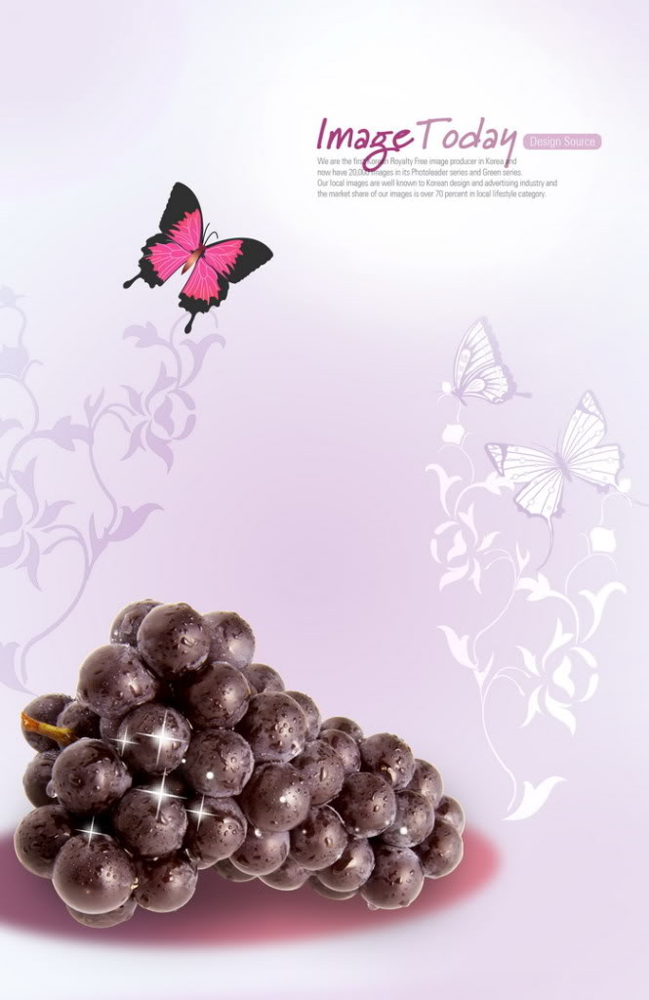 Image Today Design Source
We are the first Korean Royalty Free image producer in Korea and
now have 20,000 images in its Photoleader series and Green series.
Our local images are well known to Korean design and advertising industry and
the market share of our images is over 70 percent in local lifestyle category.